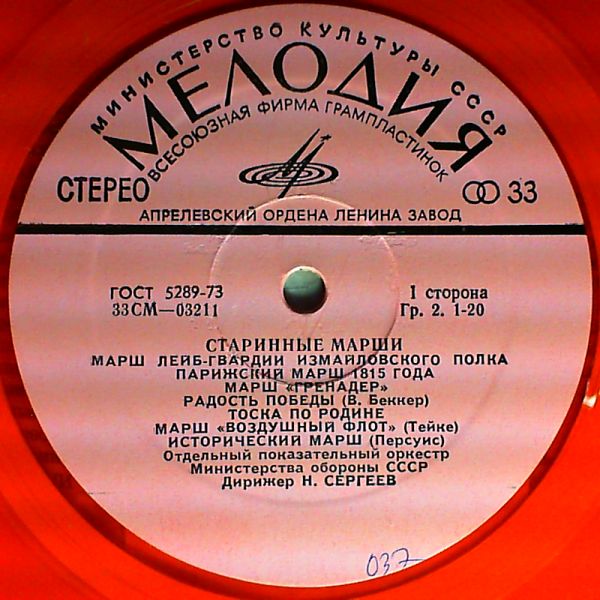 МИНИСТЕРСТВО КУЛЬТУРЫ СССР
МЕЛОДИЯ
ВСЕСОЮЗНАЯ ФИРМА ГРАМПЛАСТИНОК
СТЕРЕО
33
АПРЕЛЕВСКИЙ ОРДЕНА ЛЕНИНА ЗАВОД
ГОСТ 5289-73
1 сторона
33СМ—03211
Гр. 2. 1-20
СТАРИННЫЕ МАРШИ
МАРШ ЛЕЙБ-ГВАРДИИ ИЗМАЙЛОВСКОГО ПОЛКА
ПАРИЖСКИЙ МАРШ 1815 ГОДА
МАРШ «ГРЕНАДЕР»
РАДОСТЬ ПОБЕДЫ (В. Беккер)
ТОСКА ПО РОДИНЕ
МАРШ «ВОЗДУШНЫЙ ФЛОТ» (Тейке)
ИСТОРИЧЕСКИЙ МАРШ (Персуис)
Отдельный показательный оркестр
Министерства обороны СССР
Дирижер Н. СЕРГЕЕВ
037